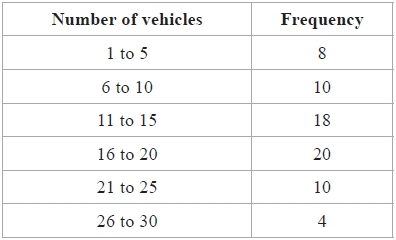 Number of vehicles Frequency
1 to 5 8
6 to 10 10
11 to 15 18
16 to 20 20
21 to 25 10
26 to 30 4